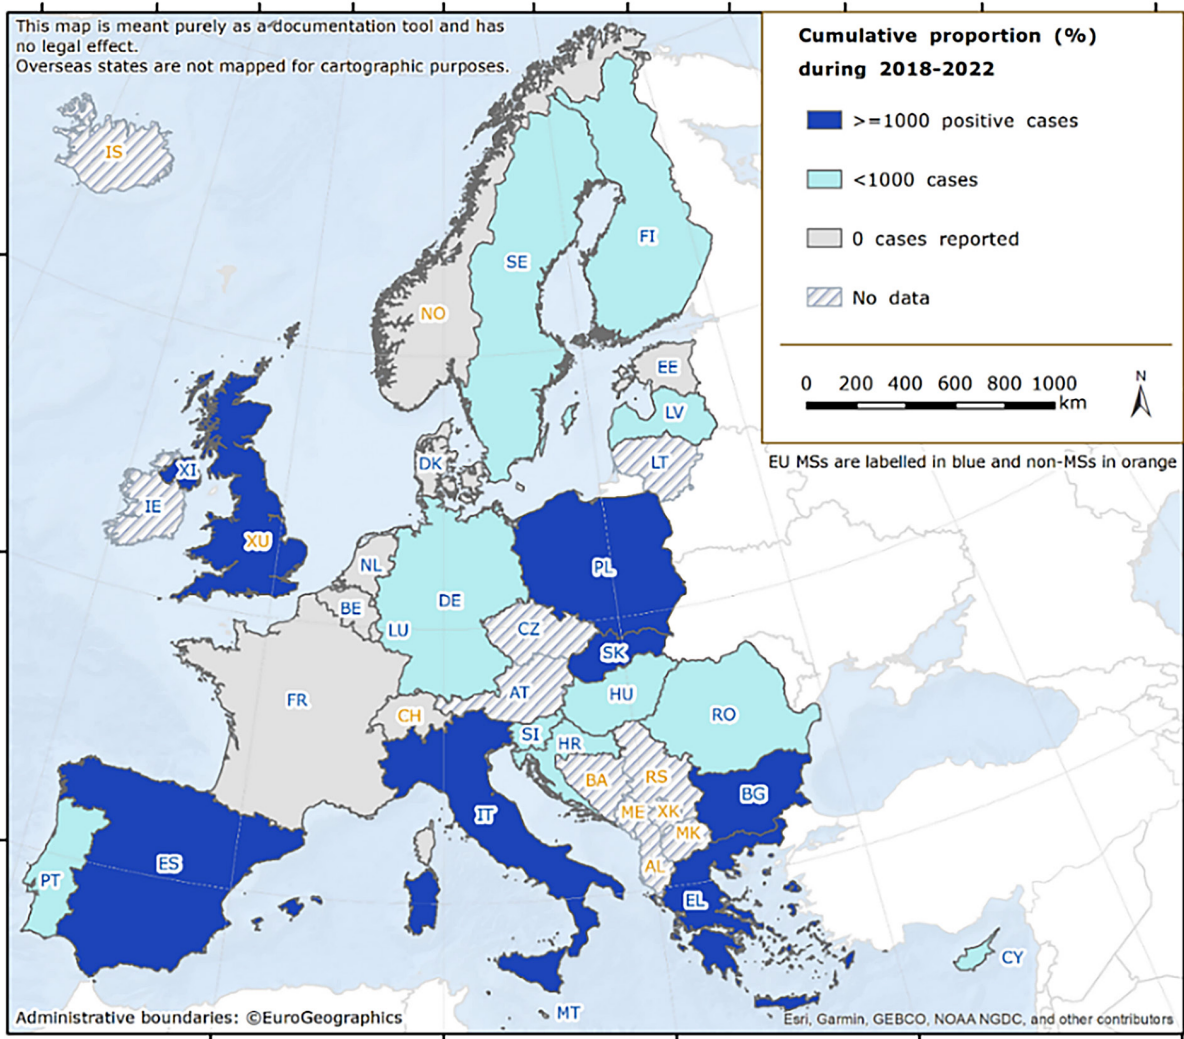 This map is meant purely as a documentation tool and has
no legal effect.
Overseas states are not mapped for cartographic purposes.
Cumulative proportion (%)
during 2018-2022
>=1000 positive cases
<1000 cases
0 cases reported
No data
0 200 400 600 800 1000
km
N
EU MSs are labelled in blue and non-MSs in orange
IS
FI
SE
NO
EE
LV
LT
DK
XI
IE
XU
NL
PL
BE
DE
LU
CZ
SK
AT
HU
FR
CH
RO
SI
HR
BA
RS
BG
IT
ME
XK
MK
ES
AL
PT
EL
CY
MT
Administrative boundaries: ©EuroGeographics
Esri, Garmin, GEBCO, NOAA NGDC, and other contributors